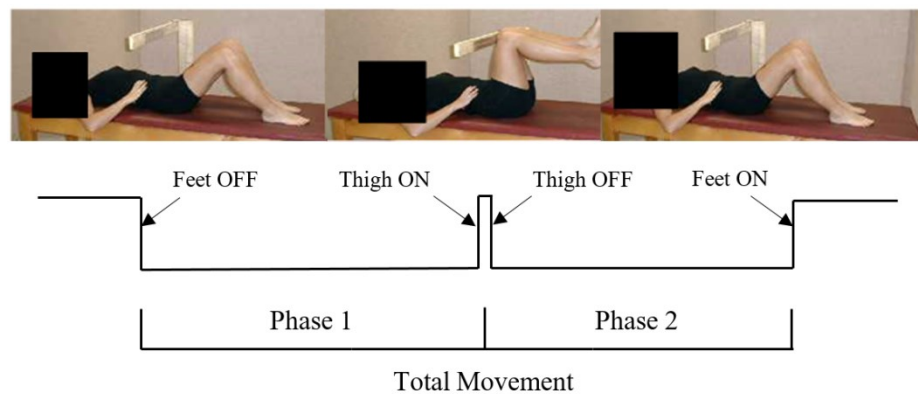 Feet OFF
Thigh ON
Thigh OFF
Feet ON
Phase 1
Phase 2
Total Movement